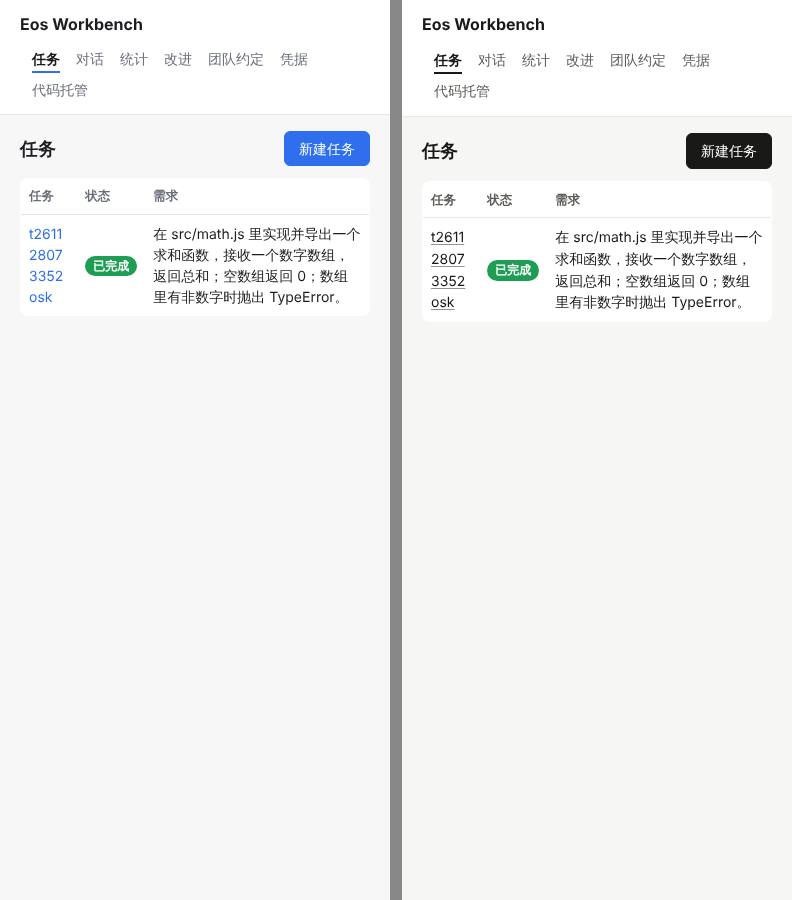 Eos Workbench
任务 对话 统计 改进 团队约定 凭据
代码托管
任务 新建任务
任务 状态 需求
t2611
2807
3352
osk
已完成
在 src/math.js 里实现并导出一个
求和函数，接收一个数字数组，
返回总和；空数组返回 0；数组
里有非数字时抛出 TypeError。
Eos Workbench
任务 对话 统计 改进 团队约定 凭据
代码托管
任务 新建任务
任务 状态 需求
t2611
2807
3352
osk
已完成
在 src/math.js 里实现并导出一个
求和函数，接收一个数字数组，
返回总和；空数组返回 0；数组
里有非数字时抛出 TypeError。